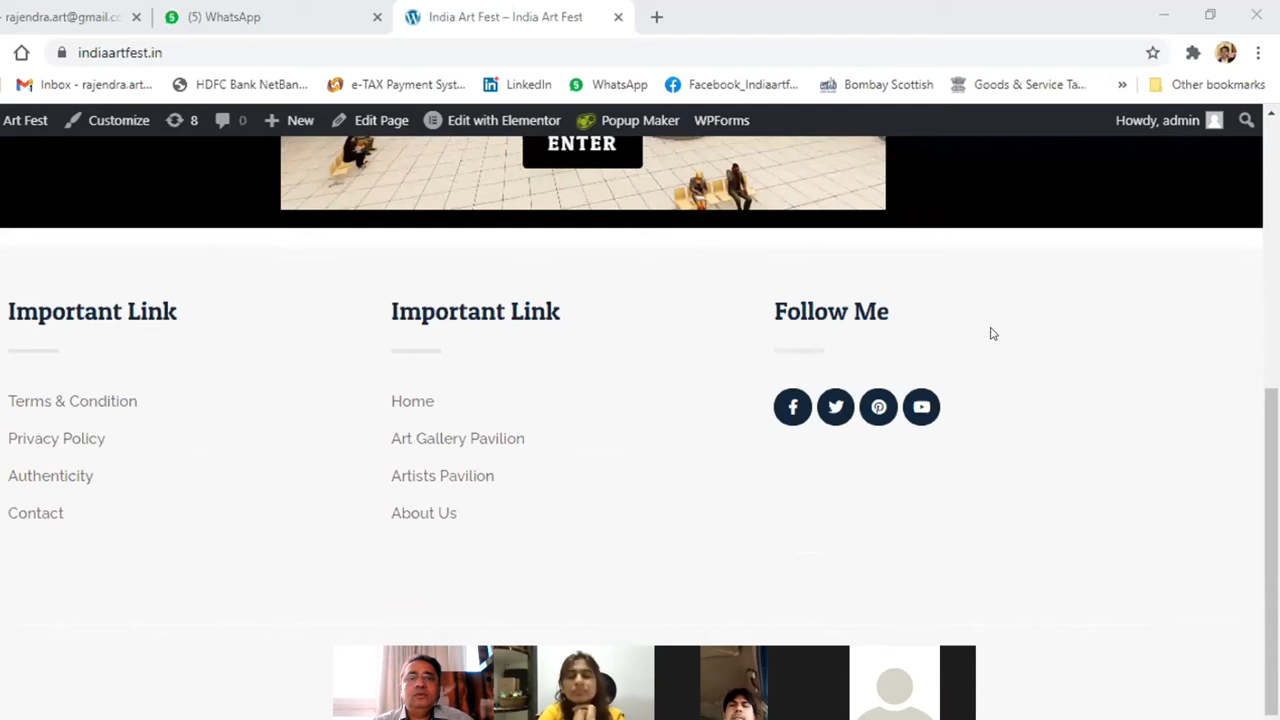 - rajendra.art@gmail.cc
(5) WhatsApp
India Art Fest – India Art Fest
indiaartfest.in
Inbox - rajendra.art...
HDFC Bank NetBan...
e-TAX Payment Syst...
LinkedIn
WhatsApp
Facebook_Indiaartf...
Bombay Scottish
Goods & Service Ta...
»
Other bookmarks
Art Fest
Customize
8
0
New
Edit Page
Edit with Elementor
Popup Maker
WPForms
Howdy, admin
ENTER
Important Link
Important Link
Follow Me
Terms & Condition
Home
Privacy Policy
Art Gallery Pavilion
Authenticity
Artists Pavilion
Contact
About Us